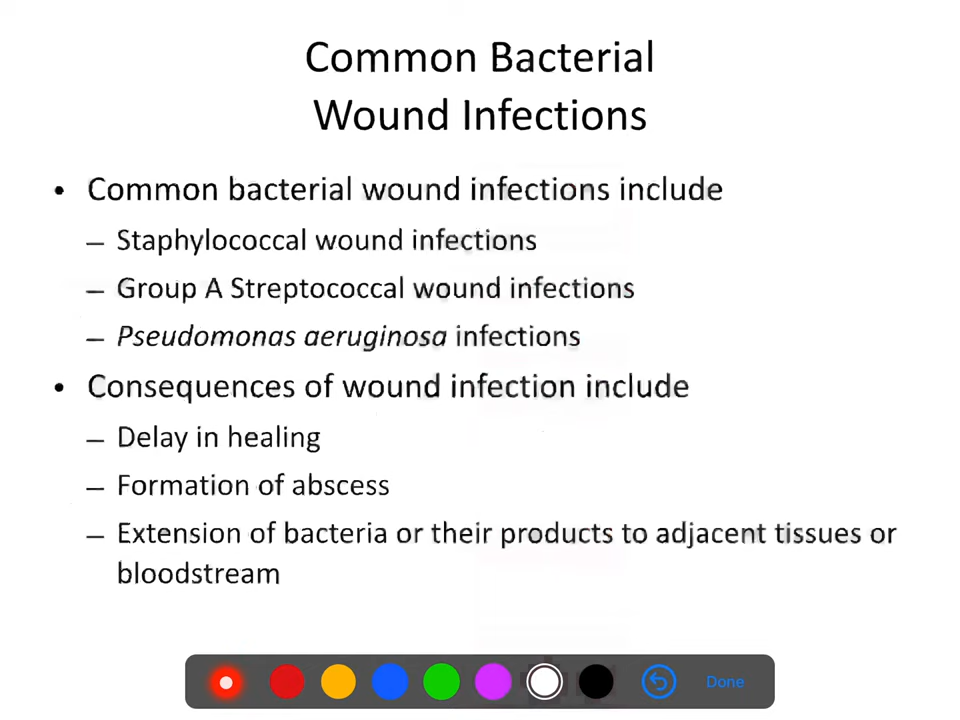 Common Bacterial
Wound Infections
• Common bacterial wound infections include
– Staphylococcal wound infections
– Group A Streptococcal wound infections
– Pseudomonas aeruginosa infections
• Consequences of wound infection include
– Delay in healing
– Formation of abscess
– Extension of bacteria or their products to adjacent tissues or
bloodstream
Done